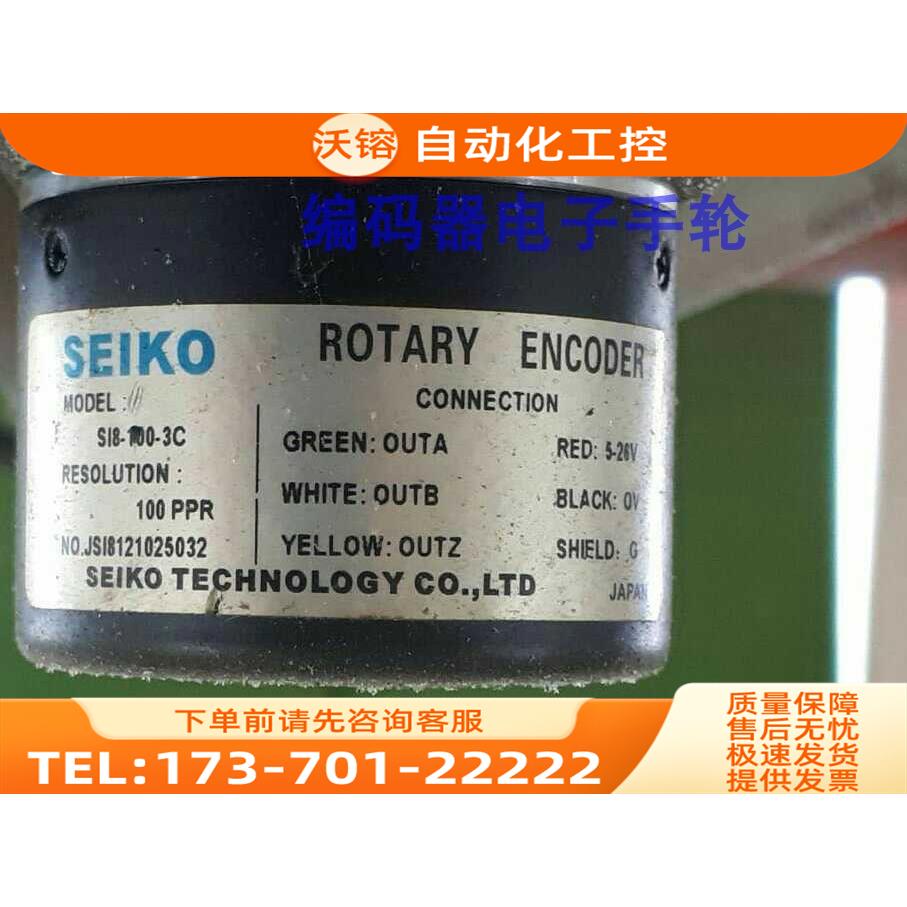 沃镕 自动化工控
编码器电子手轮
SEIKO ROTARY ENCODER
MODEL :
CONNECTION
SI8-100-3C
GREEN: OUTA RED: 5-26V
RESOLUTION :
100 PPR
WHITE: OUTB BLACK: 0V
NO.JSI8121025032
YELLOW: OUTZ SHIELD: G
SEIKO TECHNOLOGY CO.,LTD JAPAN
下单前请先咨询客服
TEL:173-701-22222
质量保障
售后无忧
极速发货
提供发票